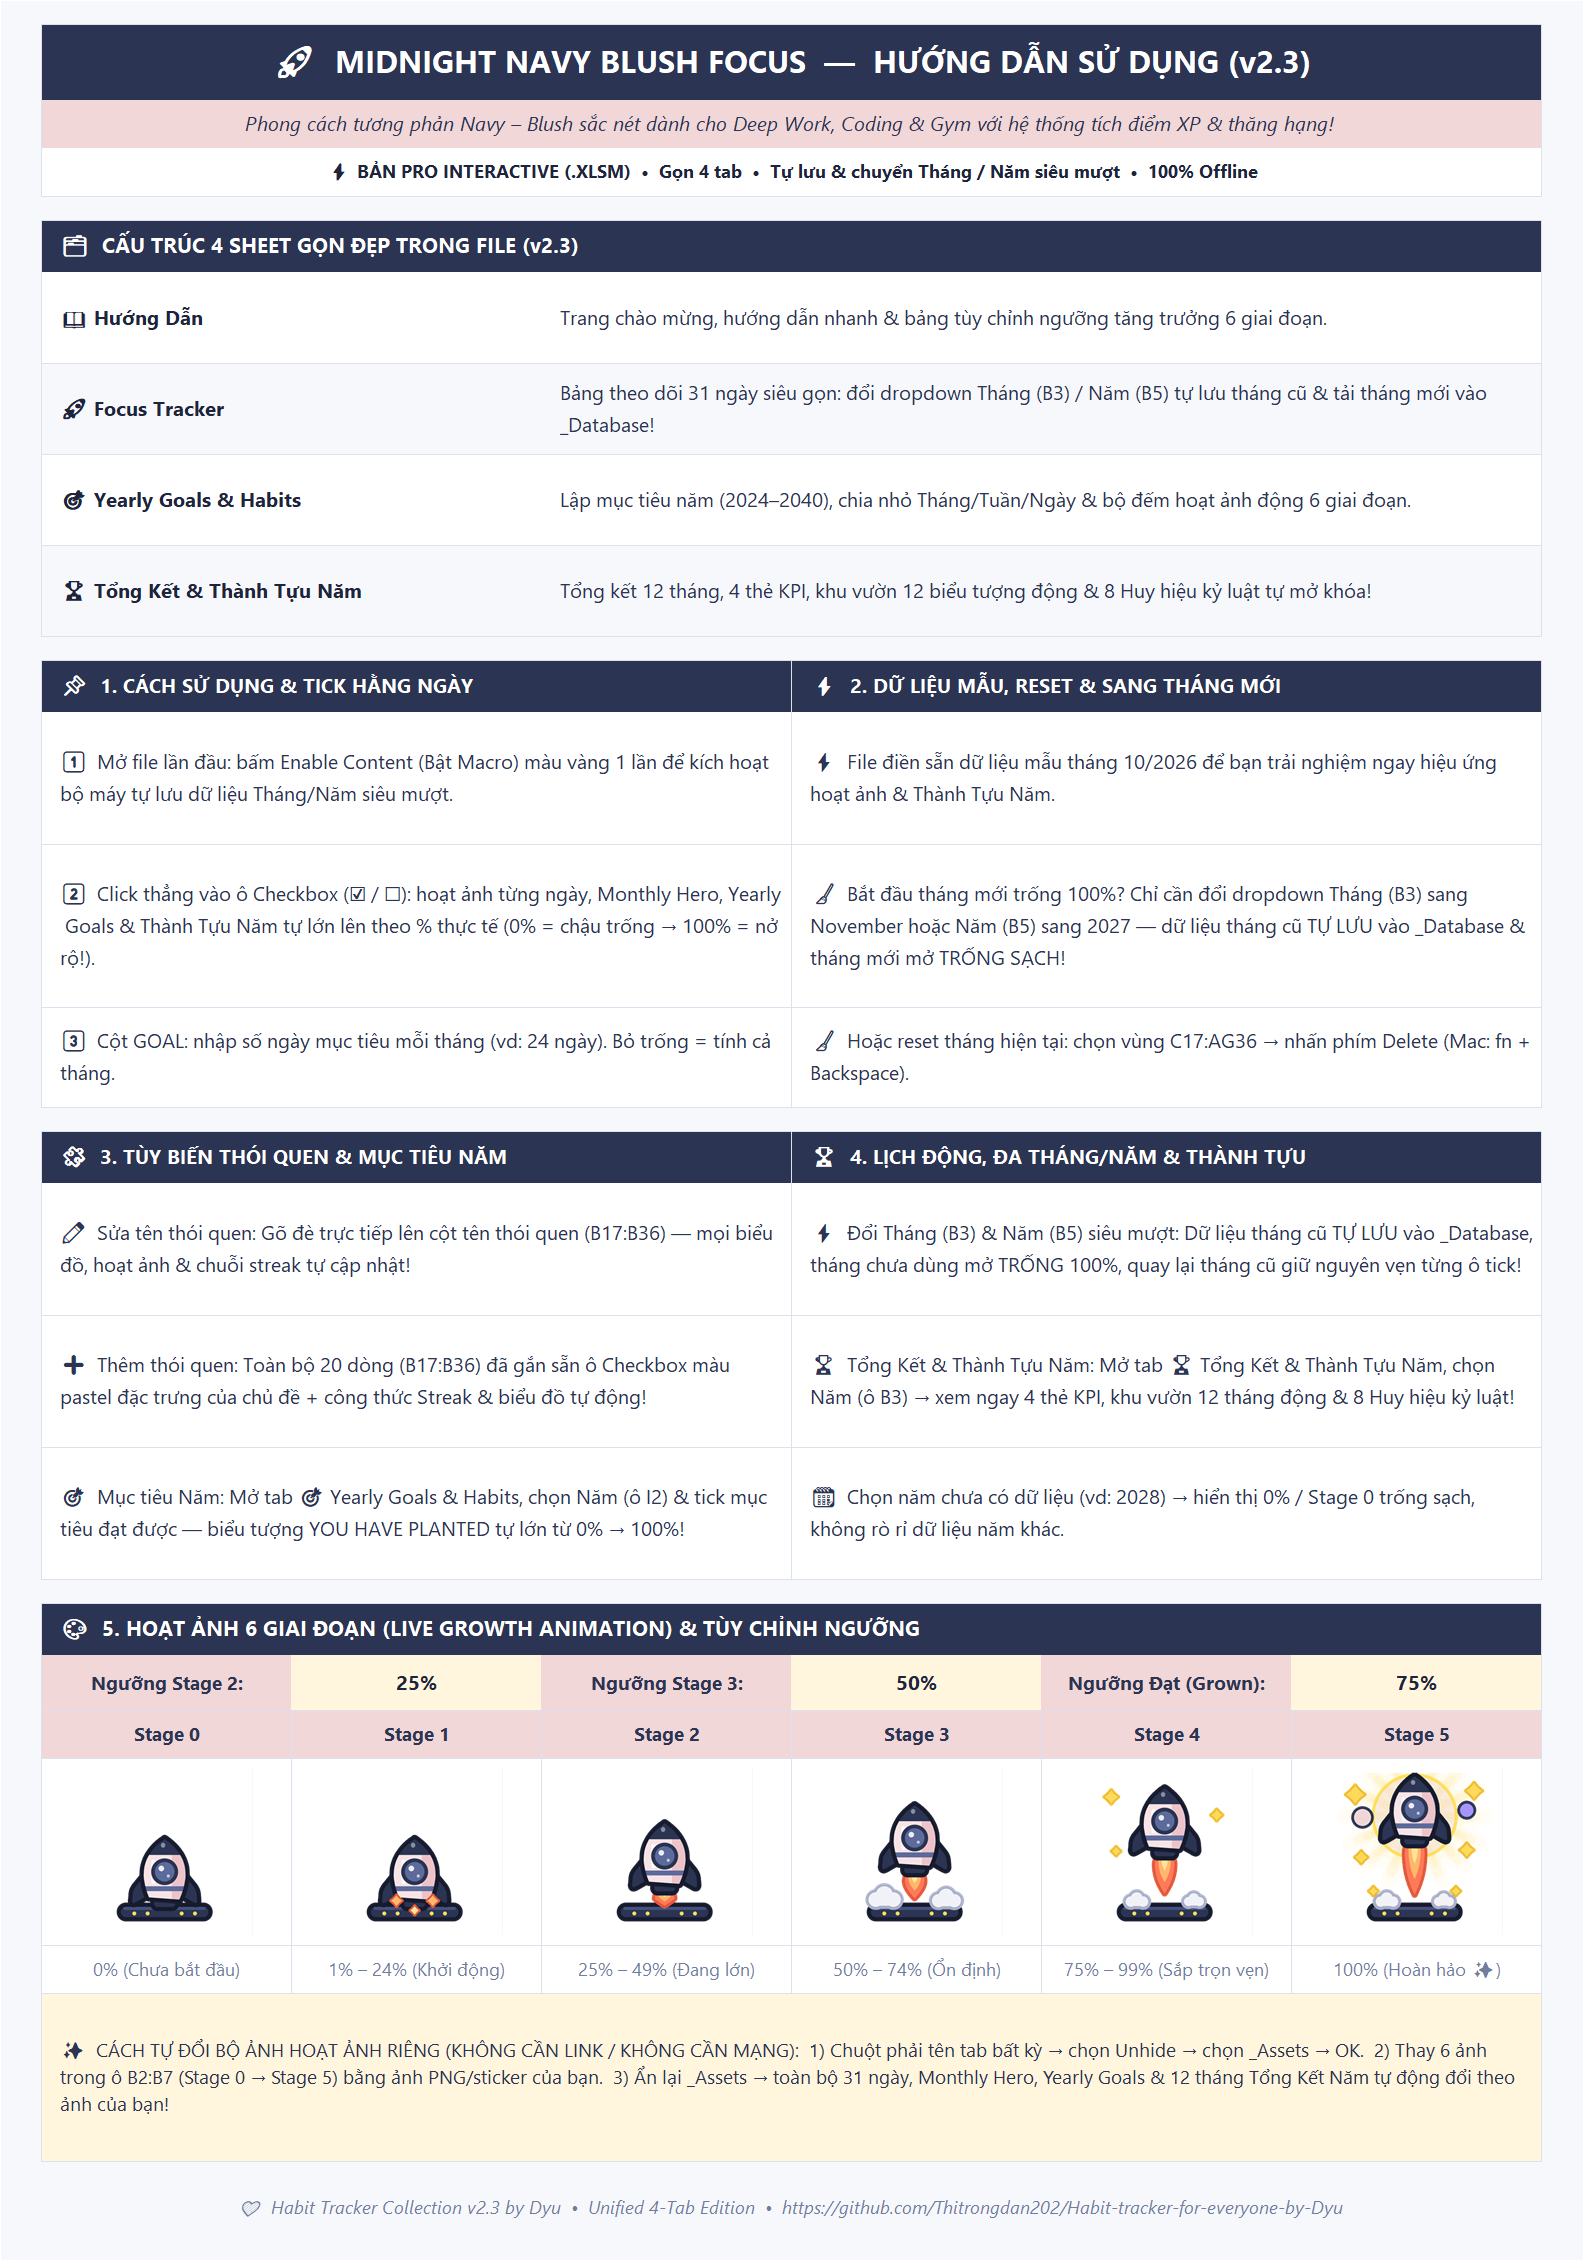 🚀 MIDNIGHT NAVY BLUSH FOCUS — HƯỚNG DẪN SỬ DỤNG (v2.3)
Phong cách tương phản Navy – Blush sắc nét dành cho Deep Work, Coding & Gym với hệ thống tích điểm XP & thăng hạng!
⚡ BẢN PRO INTERACTIVE (.XLSM) • Gọn 4 tab • Tự lưu & chuyển Tháng / Năm siêu mượt • 100% Offline
🗂 CẤU TRÚC 4 SHEET GỌN ĐẸP TRONG FILE (v2.3)
📖 Hướng Dẫn
Trang chào mừng, hướng dẫn nhanh & bảng tùy chỉnh ngưỡng tăng trưởng 6 giai đoạn.
🚀 Focus Tracker
Bảng theo dõi 31 ngày siêu gọn: đổi dropdown Tháng (B3) / Năm (B5) tự lưu tháng cũ & tải tháng mới vào
_Database!
🎯 Yearly Goals & Habits
Lập mục tiêu năm (2024–2040), chia nhỏ Tháng/Tuần/Ngày & bộ đếm hoạt ảnh động 6 giai đoạn.
🏆 Tổng Kết & Thành Tựu Năm
Tổng kết 12 tháng, 4 thẻ KPI, khu vườn 12 biểu tượng động & 8 Huy hiệu kỷ luật tự mở khóa!
📌 1. CÁCH SỬ DỤNG & TICK HẰNG NGÀY
1️⃣ Mở file lần đầu: bấm Enable Content (Bật Macro) màu vàng 1 lần để kích hoạt
bộ máy tự lưu dữ liệu Tháng/Năm siêu mượt.
2️⃣ Click thẳng vào ô Checkbox (☑ / ☐): hoạt ảnh từng ngày, Monthly Hero, Yearly
Goals & Thành Tựu Năm tự lớn lên theo % thực tế (0% = chậu trống → 100% = nở
rộ!).
3️⃣ Cột GOAL: nhập số ngày mục tiêu mỗi tháng (vd: 24 ngày). Bỏ trống = tính cả
tháng.
⚡ 2. DỮ LIỆU MẪU, RESET & SANG THÁNG MỚI
⚡ File điền sẵn dữ liệu mẫu tháng 10/2026 để bạn trải nghiệm ngay hiệu ứng
hoạt ảnh & Thành Tựu Năm.
🧹 Bắt đầu tháng mới trống 100%? Chỉ cần đổi dropdown Tháng (B3) sang
November hoặc Năm (B5) sang 2027 — dữ liệu tháng cũ TỰ LƯU vào _Database &
tháng mới mở TRỐNG SẠCH!
🧹 Hoặc reset tháng hiện tại: chọn vùng C17:AG36 → nhấn phím Delete (Mac: fn +
Backspace).
🧩 3. TÙY BIẾN THÓI QUEN & MỤC TIÊU NĂM
✏ Sửa tên thói quen: Gõ đè trực tiếp lên cột tên thói quen (B17:B36) — mọi biểu
đồ, hoạt ảnh & chuỗi streak tự cập nhật!
➕ Thêm thói quen: Toàn bộ 20 dòng (B17:B36) đã gắn sẵn ô Checkbox màu
pastel đặc trưng của chủ đề + công thức Streak & biểu đồ tự động!
🎯 Mục tiêu Năm: Mở tab 🎯 Yearly Goals & Habits, chọn Năm (ô I2) & tick mục
tiêu đạt được — biểu tượng YOU HAVE PLANTED tự lớn từ 0% → 100%!
🏆 4. LỊCH ĐỘNG, ĐA THÁNG/NĂM & THÀNH TỰU
⚡ Đổi Tháng (B3) & Năm (B5) siêu mượt: Dữ liệu tháng cũ TỰ LƯU vào _Database,
tháng chưa dùng mở TRỐNG 100%, quay lại tháng cũ giữ nguyên vẹn từng ô tick!
🏆 Tổng Kết & Thành Tựu Năm: Mở tab 🏆 Tổng Kết & Thành Tựu Năm, chọn
Năm (ô B3) → xem ngay 4 thẻ KPI, khu vườn 12 tháng động & 8 Huy hiệu kỷ luật!
📅 Chọn năm chưa có dữ liệu (vd: 2028) → hiển thị 0% / Stage 0 trống sạch,
không rò rỉ dữ liệu năm khác.
🎨 5. HOẠT ẢNH 6 GIAI ĐOẠN (LIVE GROWTH ANIMATION) & TÙY CHỈNH NGƯỠNG
Ngưỡng Stage 2: 25% Ngưỡng Stage 3: 50% Ngưỡng Đạt (Grown): 75%
Stage 0 Stage 1 Stage 2 Stage 3 Stage 4 Stage 5
0% (Chưa bắt đầu) 1% – 24% (Khởi động) 25% – 49% (Đang lớn) 50% – 74% (Ổn định) 75% – 99% (Sắp trọn vẹn) 100% (Hoàn hảo ✨)
✨ CÁCH TỰ ĐỔI BỘ ẢNH HOẠT ẢNH RIÊNG (KHÔNG CẦN LINK / KHÔNG CẦN MẠNG): 1) Chuột phải tên tab bất kỳ → chọn Unhide → chọn _Assets → OK. 2) Thay 6 ảnh
trong ô B2:B7 (Stage 0 → Stage 5) bằng ảnh PNG/sticker của bạn. 3) Ẩn lại _Assets → toàn bộ 31 ngày, Monthly Hero, Yearly Goals & 12 tháng Tổng Kết Năm tự động đổi theo
ảnh của bạn!
♡ Habit Tracker Collection v2.3 by Dyu • Unified 4-Tab Edition • https://github.com/Thitrongdan202/Habit-tracker-for-everyone-by-Dyu